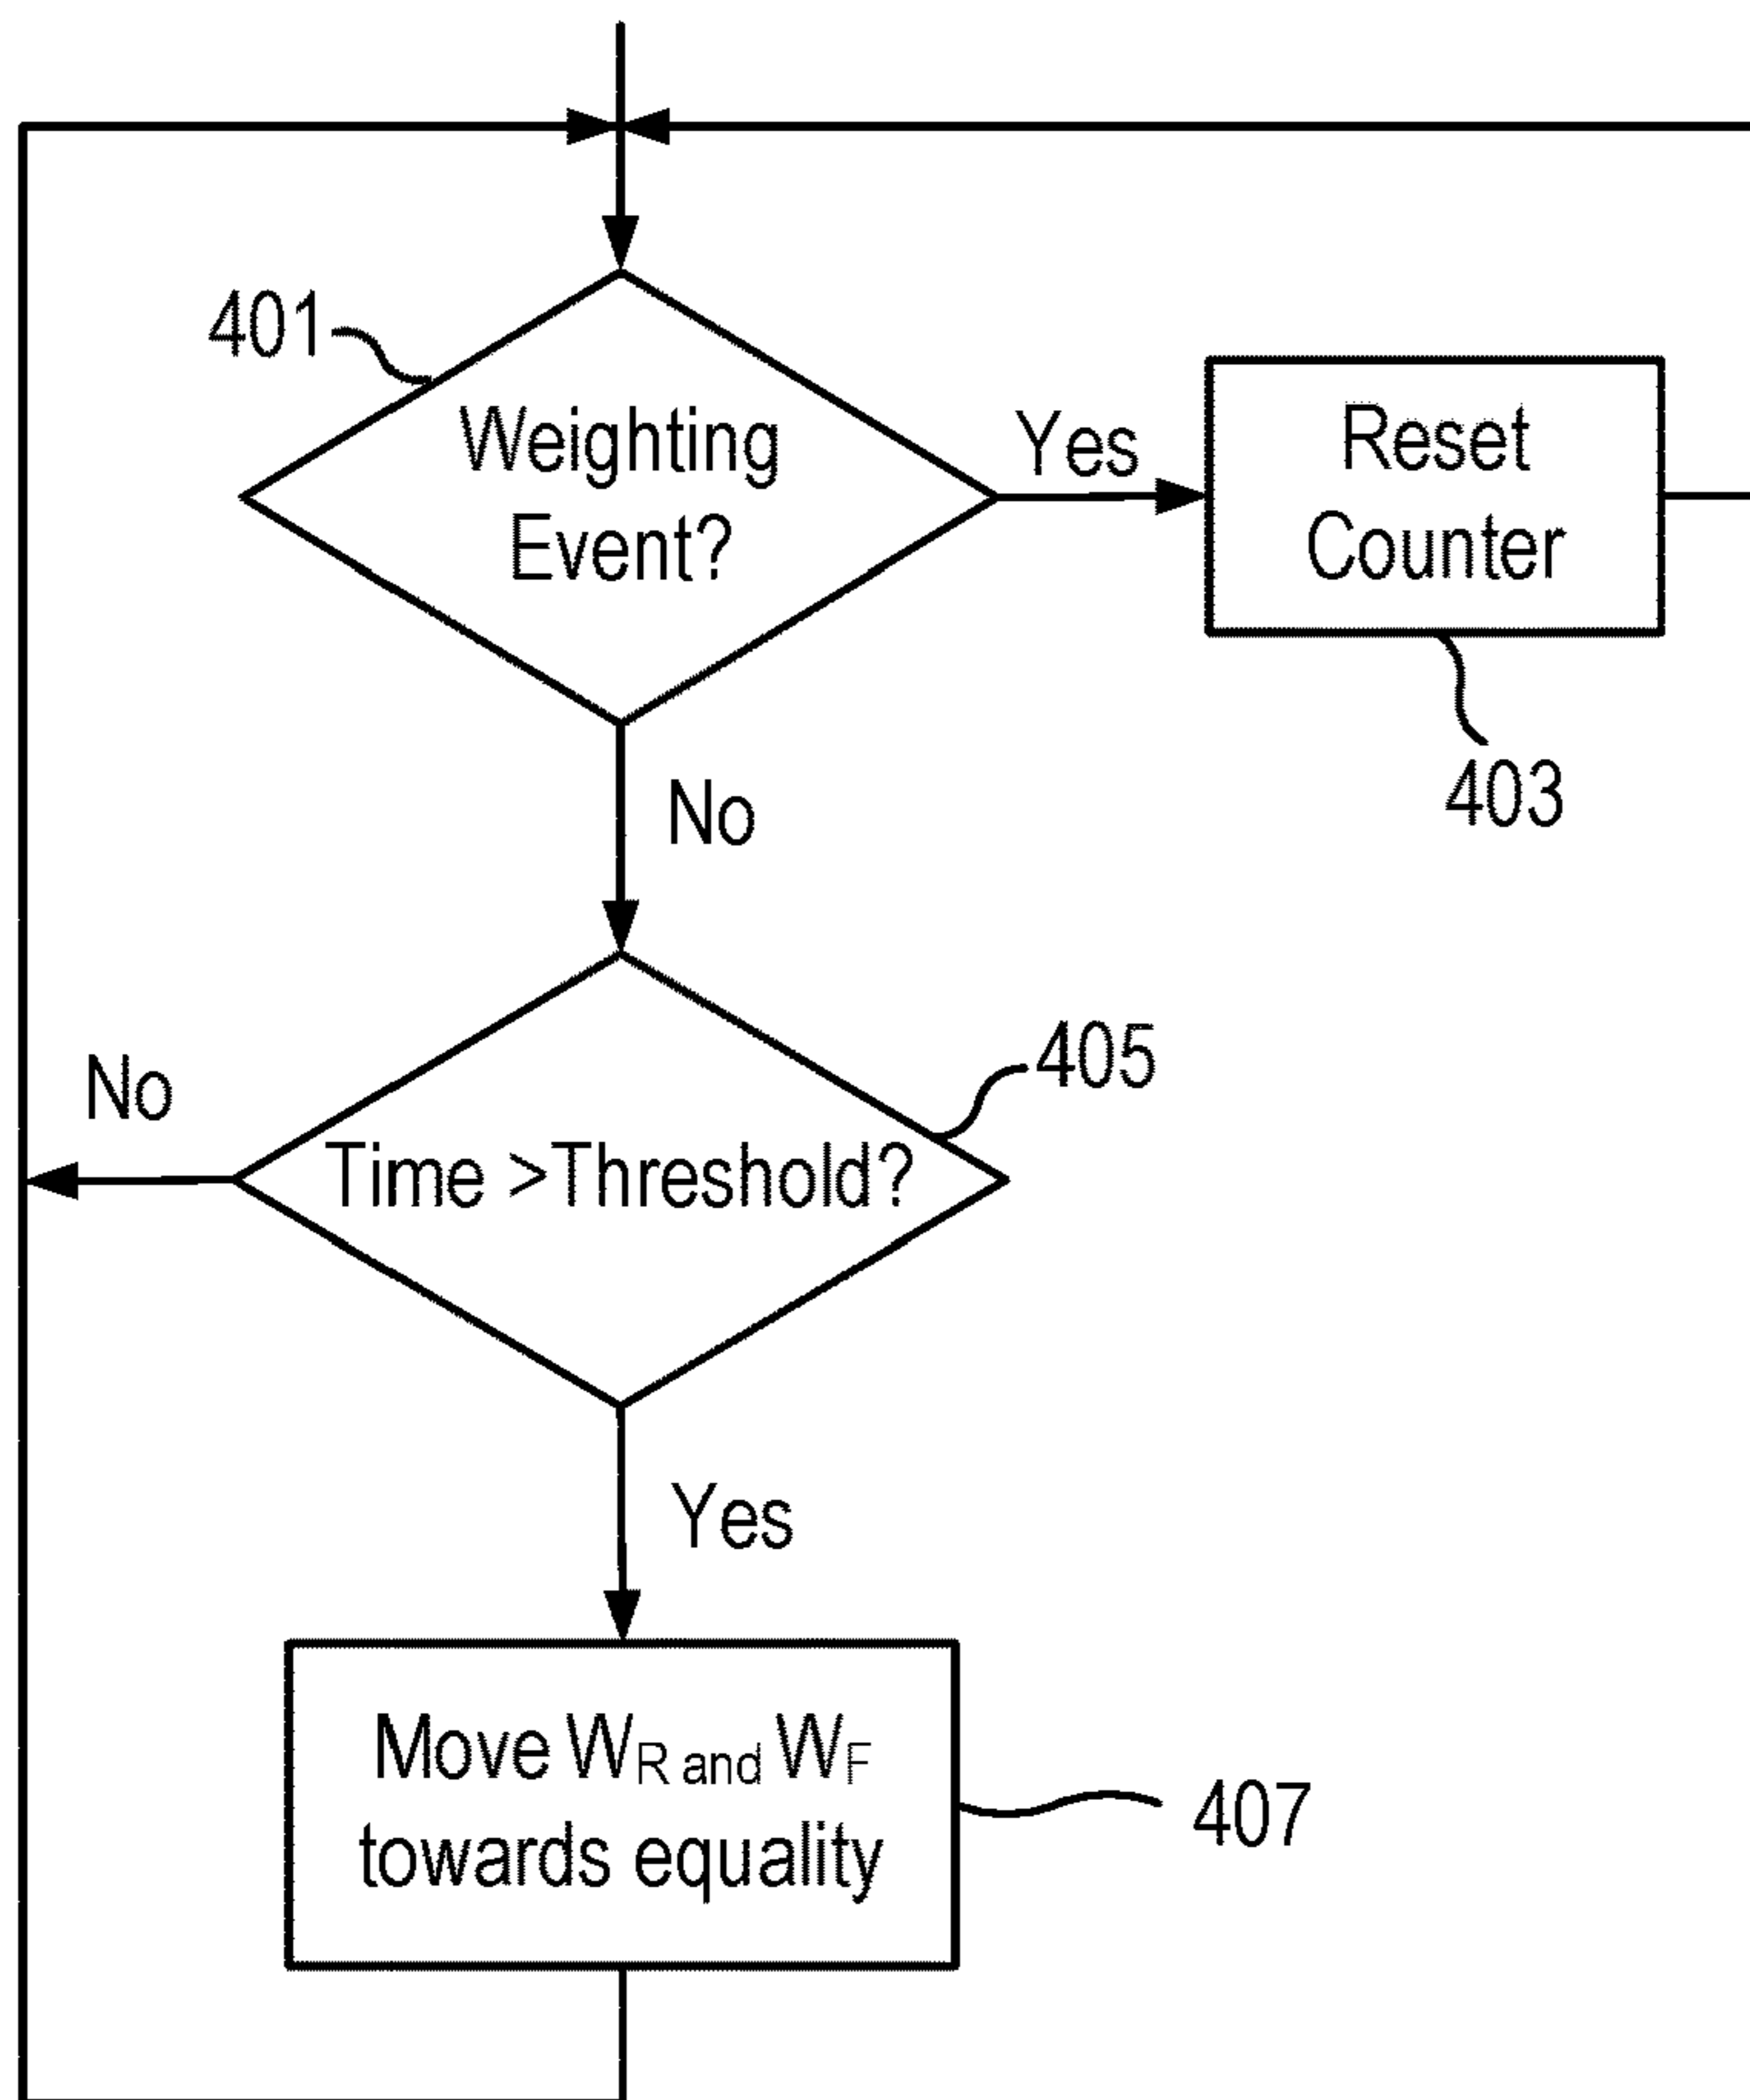 401
Weighting
Event?
Yes
Reset
Counter
403
No
405
No
Time >Threshold?
Yes
Move WR and WF
towards equality
407